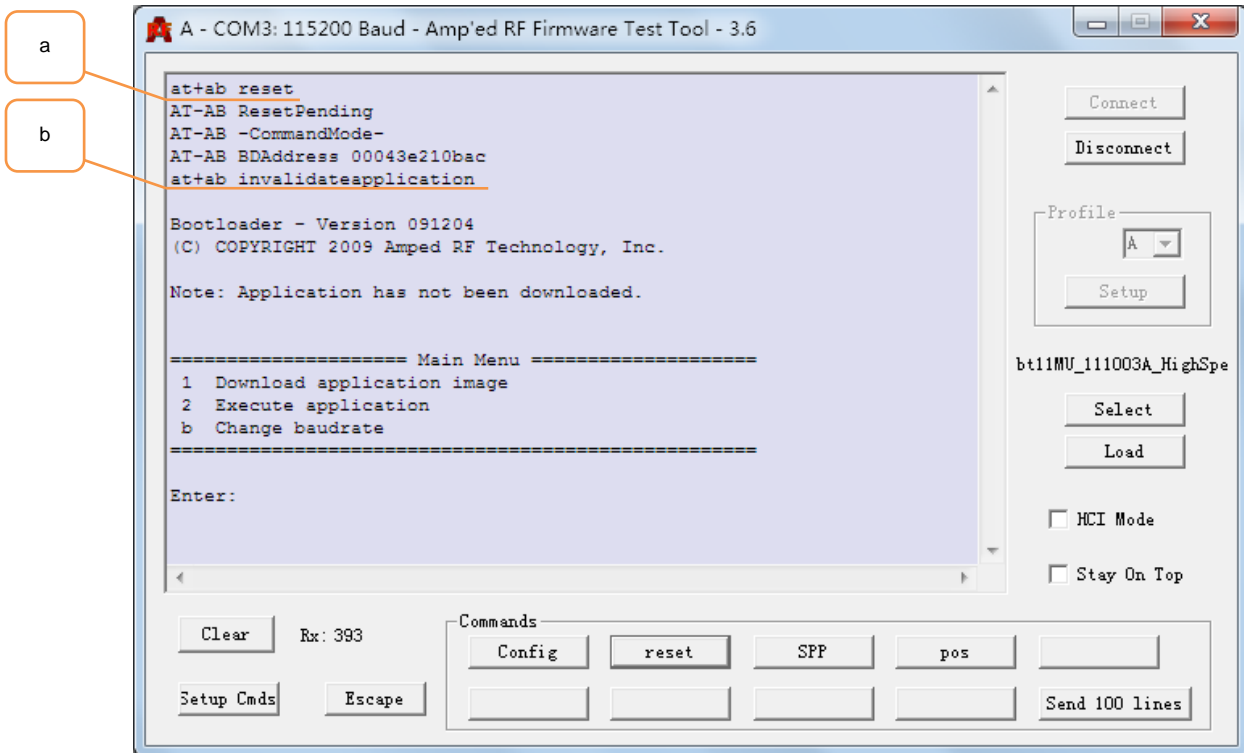 A - COM3: 115200 Baud - Amp'ed RF Firmware Test Tool - 3.6
a
b
at+ab reset
AT-AB ResetPending
AT-AB -CommandMode-
AT-AB BDAddress 00043e210bac
at+ab invalidateapplication
Bootloader - Version 091204
(C) COPYRIGHT 2009 Amped RF Technology, Inc.
Note: Application has not been downloaded.
===================== Main Menu ====================
1 Download application image
2 Execute application
b Change baudrate
====================================================
Enter:
Connect
Disconnect
Profile
A
Setup
bt11MU_111003A_HighSpe
Select
Load
HCI Mode
Stay On Top
Clear
Rx: 393
Setup Cmds
Escape
Commands
Config
reset
SPP
pos
Send 100 lines